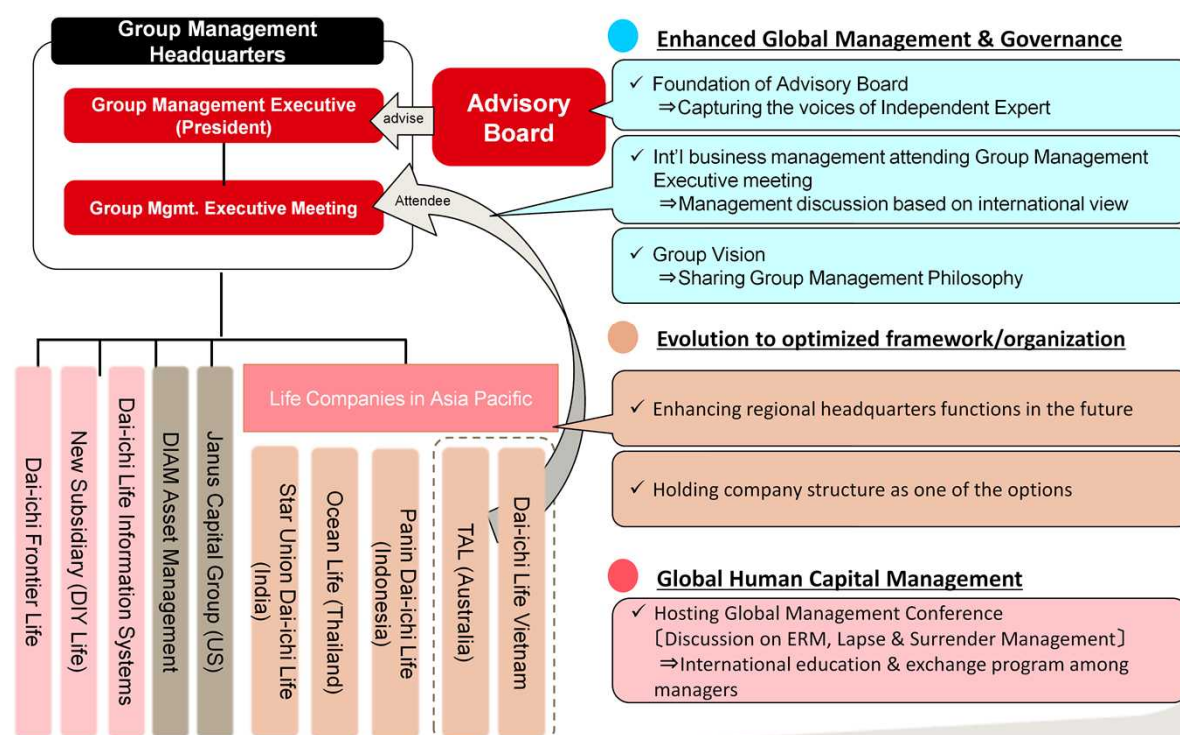 Group Management
Headquarters
Group Management Executive
(President)
Group Mgmt. Executive Meeting
advise
Advisory
Board
Attendee
Dai-ichi Frontier Life
New Subsidiary (DIY Life)
Dai-ichi Life Information Systems
DIAM Asset Management
Janus Capital Group (US)
Life Companies in Asia Pacific
Star Union Dai-ichi Life
(India)
Ocean Life (Thailand)
Panin Dai-ichi Life
(Indonesia)
TAL (Australia)
Dai-ichi Life Vietnam
Enhanced Global Management & Governance
✓ Foundation of Advisory Board
⇒Capturing the voices of Independent Expert
✓ Int'l business management attending Group Management
Executive meeting
⇒Management discussion based on international view
✓ Group Vision
⇒Sharing Group Management Philosophy
Evolution to optimized framework/organization
✓ Enhancing regional headquarters functions in the future
✓ Holding company structure as one of the options
Global Human Capital Management
✓ Hosting Global Management Conference
〔Discussion on ERM, Lapse & Surrender Management〕
⇒International education & exchange program among
managers